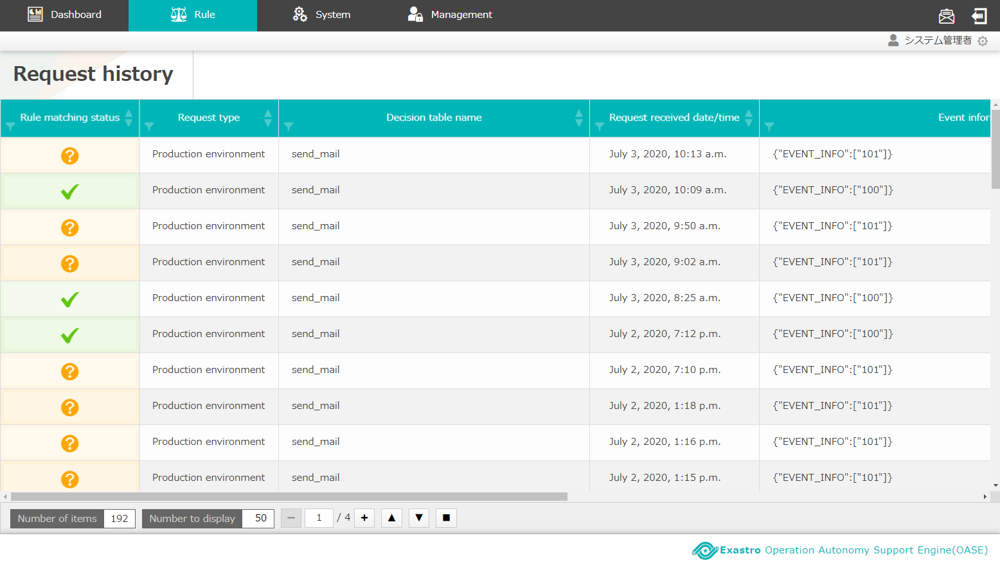 Dashboard Rule System Management
システム管理者
Request history
Rule matching status Request type Decision table name Request received date/time Event infor
Production environment send_mail July 3, 2020, 10:13 a.m. {"EVENT_INFO":["101"]}
Production environment send_mail July 3, 2020, 10:09 a.m. {"EVENT_INFO":["100"]}
Production environment send_mail July 3, 2020, 9:50 a.m. {"EVENT_INFO":["101"]}
Production environment send_mail July 3, 2020, 9:02 a.m. {"EVENT_INFO":["101"]}
Production environment send_mail July 3, 2020, 8:25 a.m. {"EVENT_INFO":["100"]}
Production environment send_mail July 2, 2020, 7:12 p.m. {"EVENT_INFO":["100"]}
Production environment send_mail July 2, 2020, 7:10 p.m. {"EVENT_INFO":["101"]}
Production environment send_mail July 2, 2020, 1:18 p.m. {"EVENT_INFO":["101"]}
Production environment send_mail July 2, 2020, 1:16 p.m. {"EVENT_INFO":["101"]}
Production environment send_mail July 2, 2020, 1:15 p.m. {"EVENT_INFO":["101"]}
Number of items 192 Number to display 50 − 1 / 4 + ▲ ▼ ■
Exastro Operation Autonomy Support Engine(OASE)